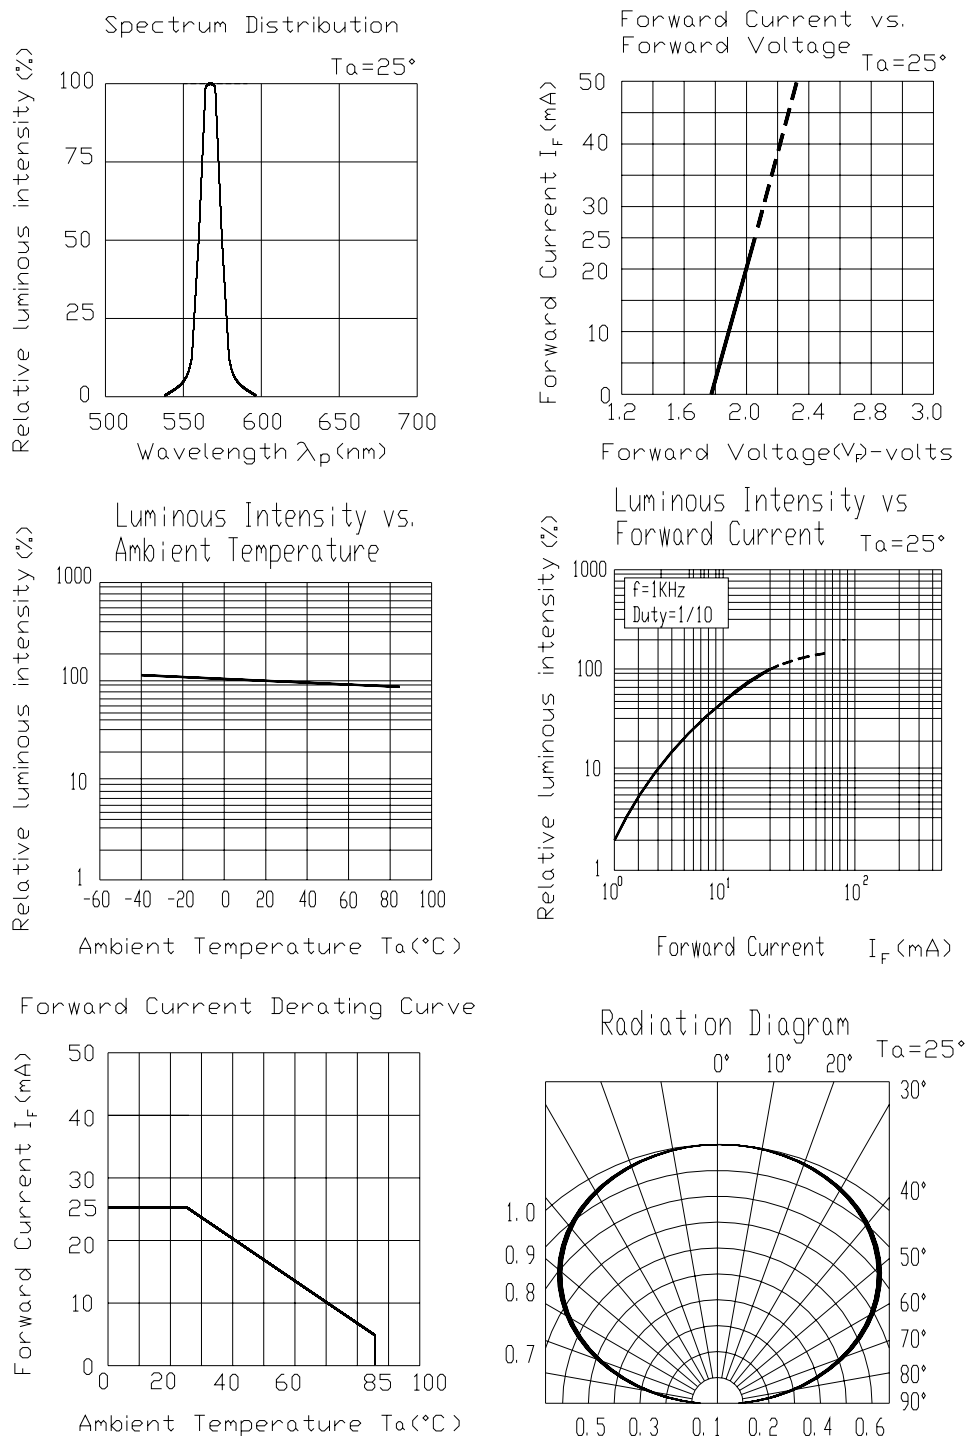 Spectrum Distribution
Ta=25°
Relative luminous intensity (%)
100
75
50
25
0
500 550 600 650 700
Wavelength λp(nm)
Forward Current vs.
Forward Voltage
Ta=25°
Forward Current IF(mA)
50
40
30
25
20
10
0
1.2 1.6 2.0 2.4 2.8 3.0
Forward Voltage(VF)-volts
Luminous Intensity vs.
Ambient Temperature
Relative luminous intensity (%)
1000
100
10
1
-60 -40 -20 0 20 40 60 80 100
Ambient Temperature Ta(°C)
Luminous Intensity vs
Forward Current
Ta=25°
f=1KHz
Duty=1/10
Relative luminous intensity (%)
1000
100
10
1
10⁰ 10¹ 10²
Forward Current IF(mA)
Forward Current Derating Curve
Forward Current IF(mA)
50
40
30
25
20
10
0
0 20 40 60 85 100
Ambient Temperature Ta(°C)
Radiation Diagram
Ta=25°
0° 10° 20°
30°
40°
50°
60°
70°
80°
90°
1.0
0.9
0.8
0.7
0.5 0.3 0.1 0.2 0.4 0.6